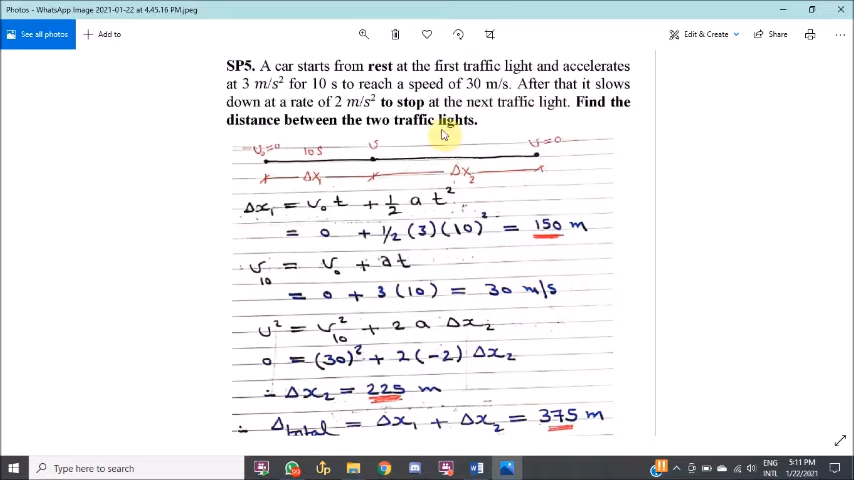 Photos - WhatsApp Image 2021-01-22 at 4.45.16 PM.jpeg
See all photos
Add to
Edit & Create
Share
Print
SP5. A car starts from rest at the first traffic light and accelerates
at 3 m/s² for 10 s to reach a speed of 30 m/s. After that it slows
down at a rate of 2 m/s² to stop at the next traffic light. Find the
distance between the two traffic lights.
V₀=0 10S V V=0
Δx₁ Δx₂
Δx₁ = V₀ t + 1/2 a t²
= 0 + 1/2 (3) (10)² = 150 m
V₁₀ = V₀ + at
= 0 + 3 (10) = 30 m/s
V² = V₁₀² + 2 a Δx₂
0 = (30)² + 2 (-2) Δx₂
∴ Δx₂ = 225 m
∴ Δtotal = Δx₁ + Δx₂ = 375 m
Type here to search
ENG
INTL
5:11 PM
1/22/2021